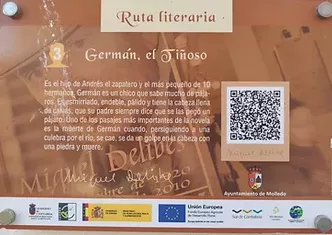 Ruta literaria
3
Germán, el Tiñoso
Es el hijo de Andrés el zapatero y el más pequeño de 10
hermanos. Germán es un chico que sabe mucho de pája-
ros. Es esmirriado, endeble, pálido y tiene la cabeza llena
de calvas, que su padre siempre dice que se las pegó un
pájaro. Uno de los pasajes más importantes de la novela
es la muerte de Germán cuando, persiguiendo a una
culebra por el río, se cae, se da un golpe en la cabeza con
una piedra y muere.
Miguel Delibes
2010
Ayuntamiento de Molledo
Unión Europea